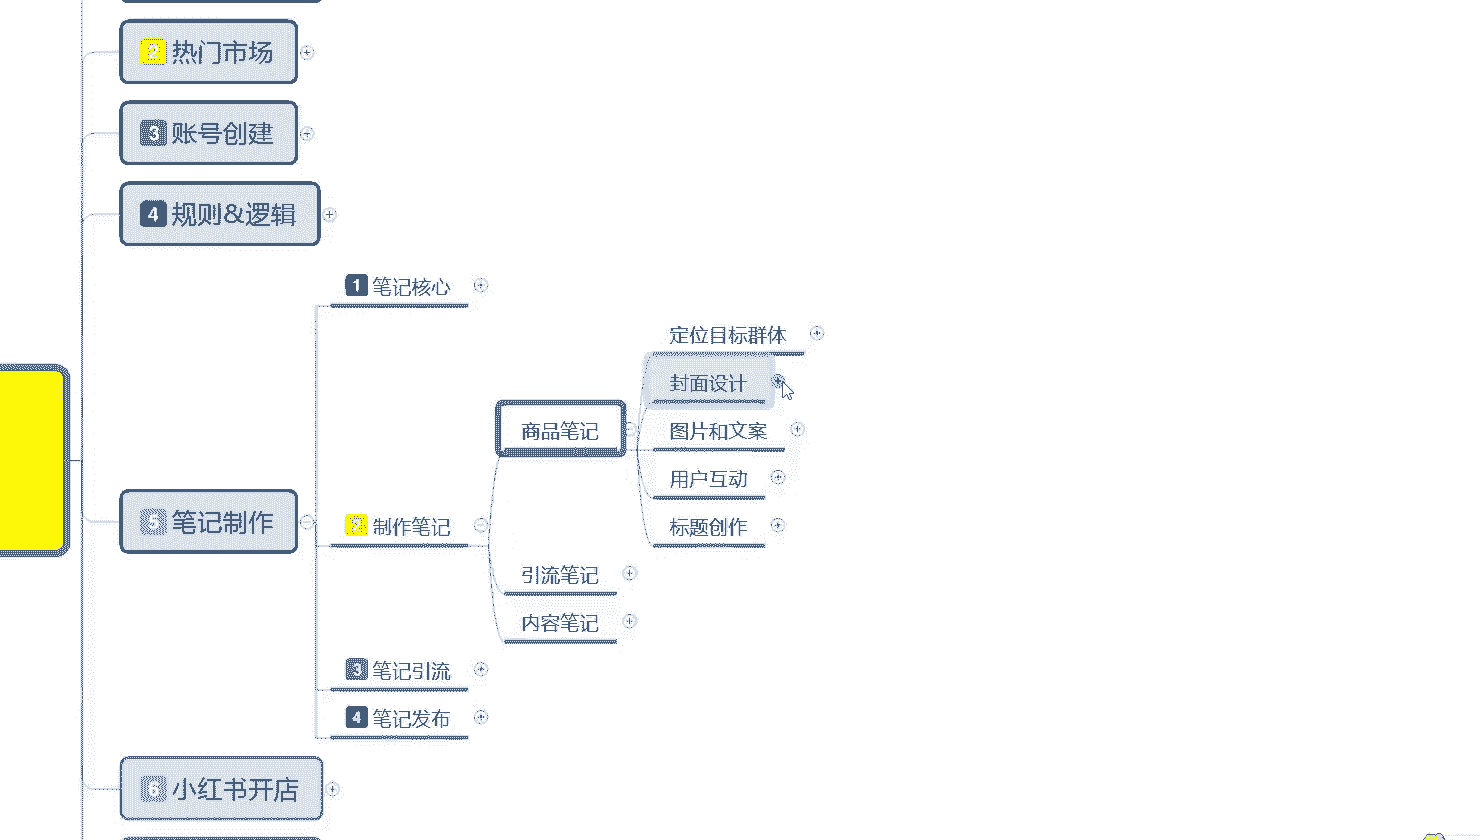 2 热门市场
3 账号创建
4 规则&逻辑
1 笔记核心
定位目标群体
封面设计
商品笔记
图片和文案
用户互动
5 笔记制作
2 制作笔记
标题创作
引流笔记
内容笔记
3 笔记引流
4 笔记发布
6 小红书开店